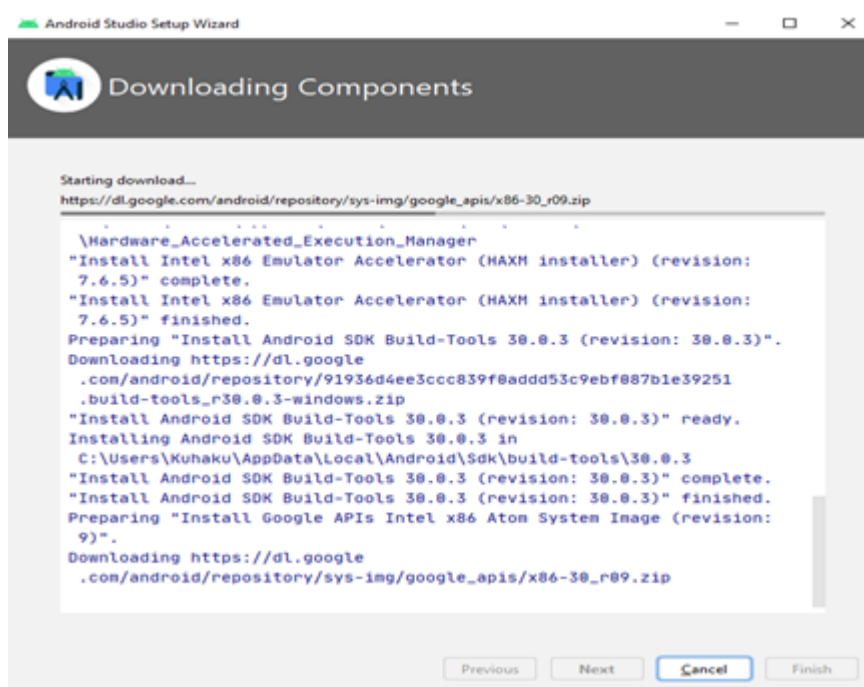 Android Studio Setup Wizard
Downloading Components
Starting download...
https://dl.google.com/android/repository/sys-img/google_apis/x86-30_r09.zip
\Hardware_Accelerated_Execution_Manager
"Install Intel x86 Emulator Accelerator (HAXM installer) (revision:
7.6.5)" complete.
"Install Intel x86 Emulator Accelerator (HAXM installer) (revision:
7.6.5)" finished.
Preparing "Install Android SDK Build-Tools 30.0.3 (revision: 30.0.3)".
Downloading https://dl.google
.com/android/repository/91936d4ee3ccc839f0addd53c9ebf087b1e39251
.build-tools_r30.0.3-windows.zip
"Install Android SDK Build-Tools 30.0.3 (revision: 30.0.3)" ready.
Installing Android SDK Build-Tools 30.0.3 in
C:\Users\Kuhaku\AppData\Local\Android\Sdk\build-tools\30.0.3
"Install Android SDK Build-Tools 30.0.3 (revision: 30.0.3)" complete.
"Install Android SDK Build-Tools 30.0.3 (revision: 30.0.3)" finished.
Preparing "Install Google APIs Intel x86 Atom System Image (revision:
9)".
Downloading https://dl.google
.com/android/repository/sys-img/google_apis/x86-30_r09.zip
Previous Next Cancel Finish